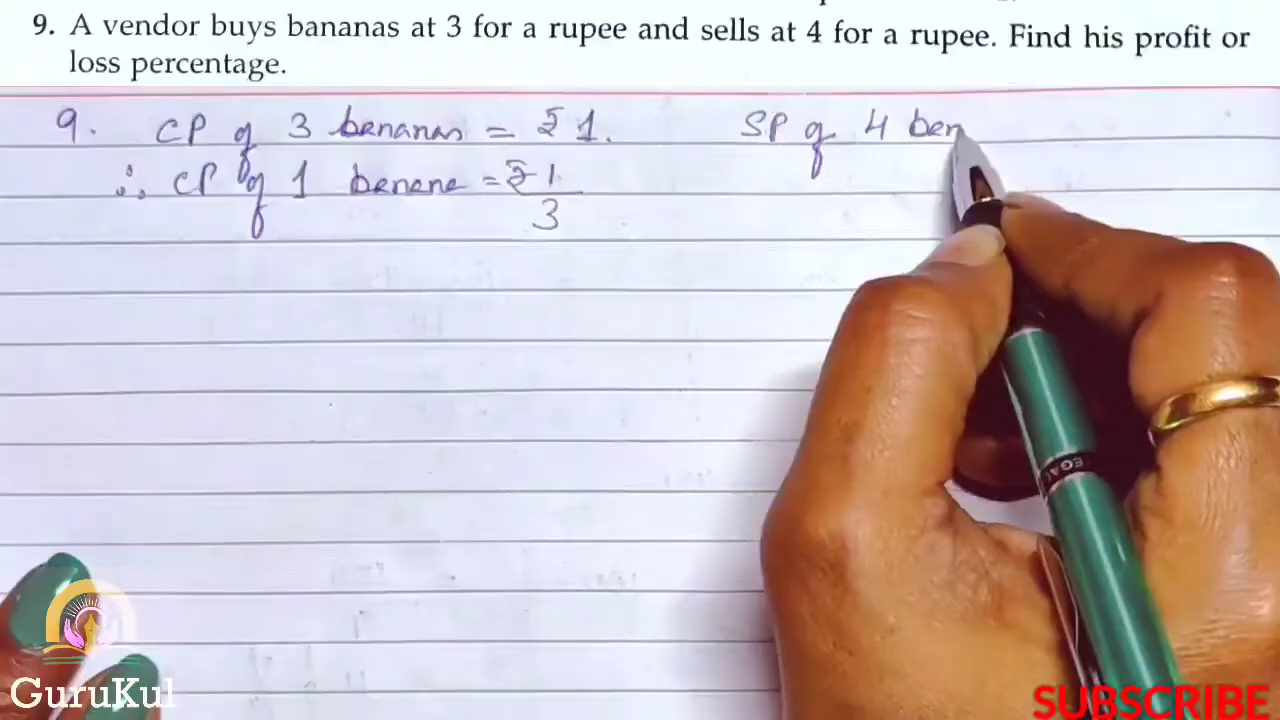 9. A vendor buys bananas at 3 for a rupee and sells at 4 for a rupee. Find his profit or
loss percentage.
9. CP of 3 bananas = ₹ 1. SP of 4 ban
∴ CP of 1 banana = ₹ 1/3
EGA
GuruKul
SUBSCRIBE